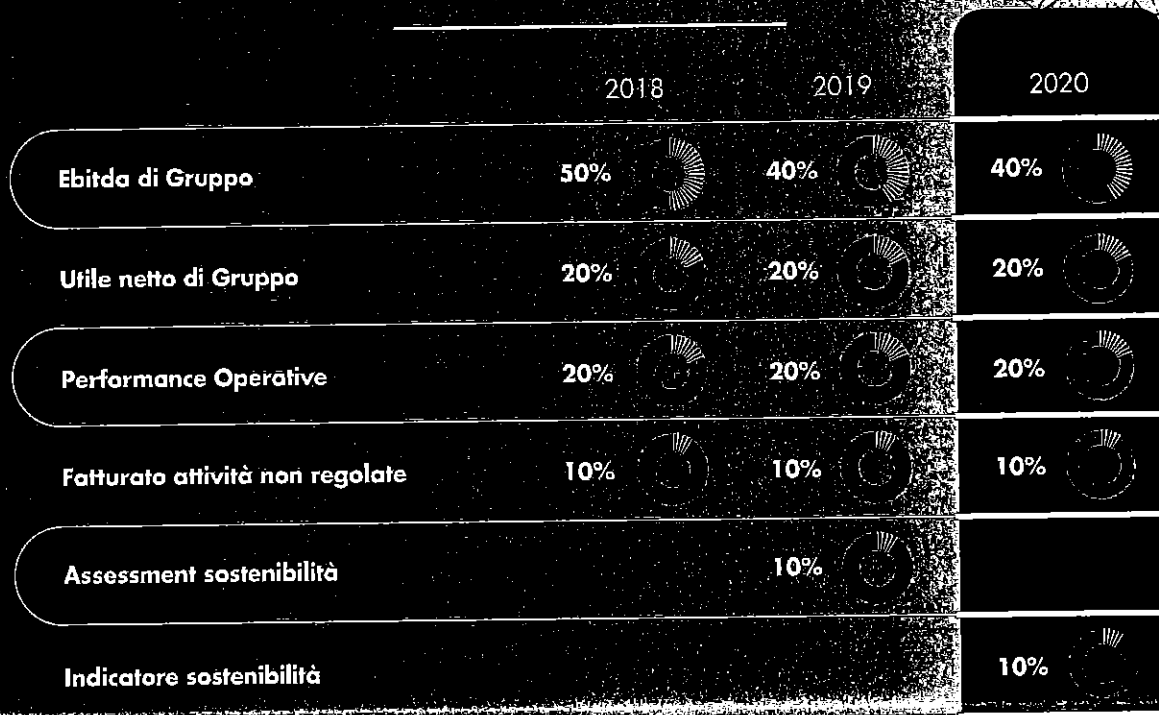 2018 2019 2020
Ebitda di Gruppo 50% 40% 40%
Utile netto di Gruppo 20% 20% 20%
Performance Operative 20% 20% 20%
Fatturato attività non regolate 10% 10% 10%
Assessment sostenibilità 10%
Indicatore sostenibilità 10%